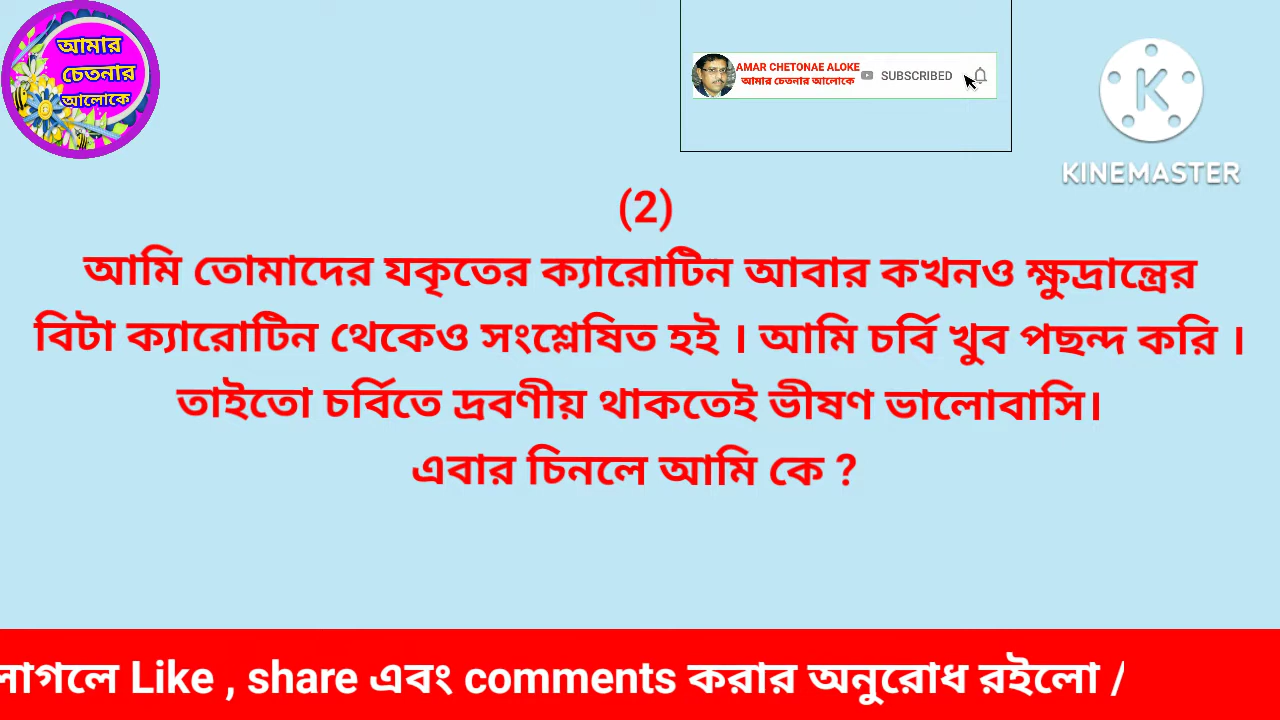 আমার
চেতনার
আলোকে
AMAR CHETONAE ALOKE
আমার চেতনার আলোকে
SUBSCRIBED
K
KINEMASTER
(2)
আমি তোমাদের যকৃতের ক্যারোটিন আবার কখনও ক্ষুদ্রান্ত্রের
বিটা ক্যারোটিন থেকেও সংশ্লেষিত হই । আমি চর্বি খুব পছন্দ করি ।
তাইতো চর্বিতে দ্রবণীয় থাকতেই ভীষণ ভালোবাসি।
এবার চিনলে আমি কে ?
লাগলে Like , share এবং comments করার অনুরোধ রইলো /